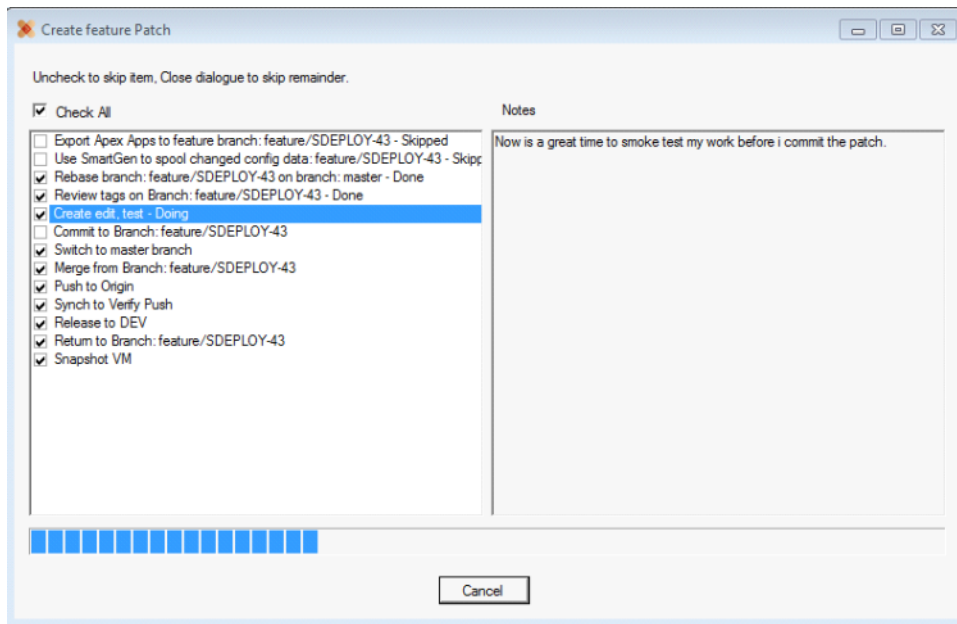 Create feature Patch
Uncheck to skip item, Close dialogue to skip remainder.
Check All
Notes
Export Apex Apps to feature branch: feature/SDEPLOY-43 - Skipped
Use SmartGen to spool changed config data: feature/SDEPLOY-43 - Skipp
Rebase branch: feature/SDEPLOY-43 on branch: master - Done
Review tags on Branch: feature/SDEPLOY-43 - Done
Create edit, test - Doing
Commit to Branch: feature/SDEPLOY-43
Switch to master branch
Merge from Branch: feature/SDEPLOY-43
Push to Origin
Synch to Verify Push
Release to DEV
Return to Branch: feature/SDEPLOY-43
Snapshot VM
Now is a great time to smoke test my work before i commit the patch.
Cancel